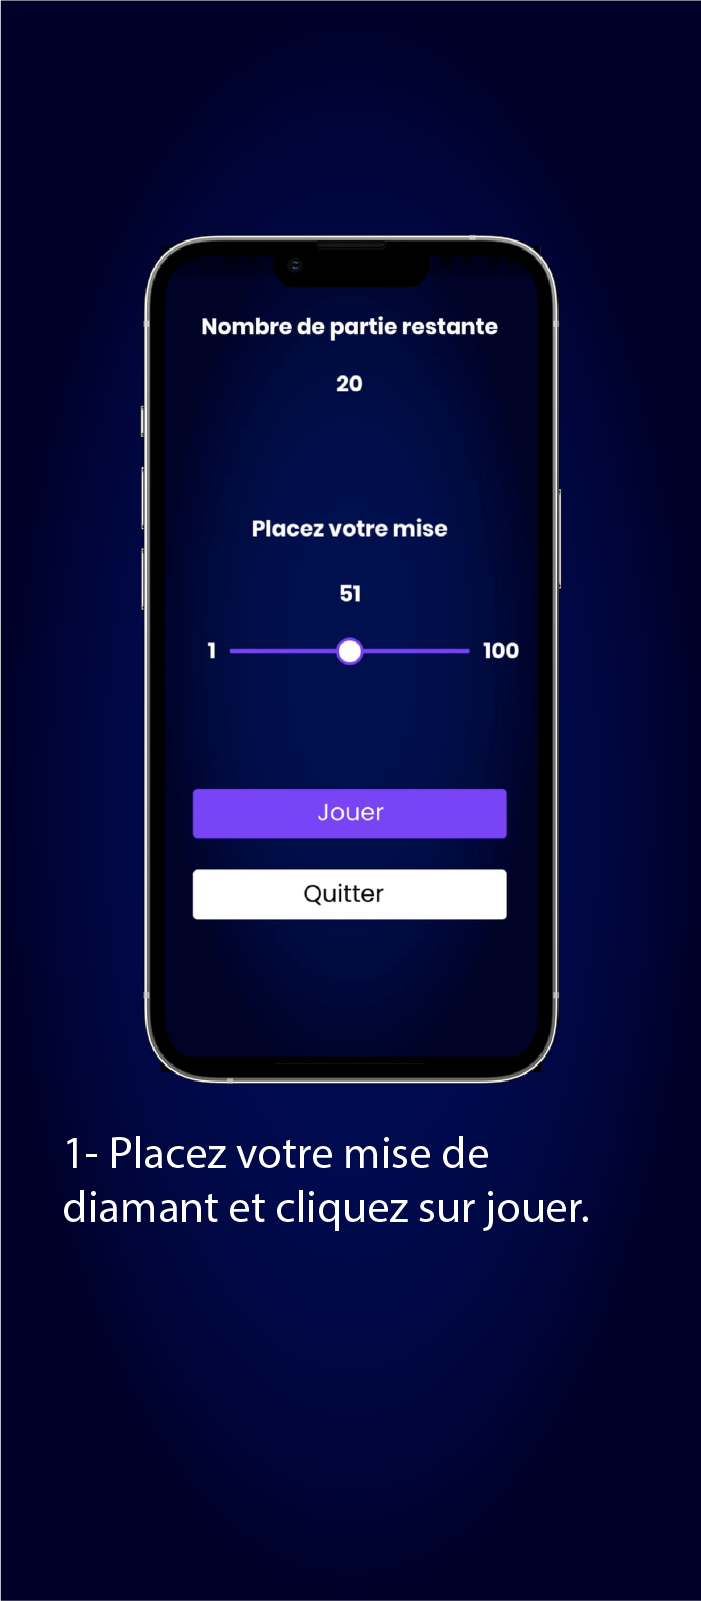 Nombre de partie restante
20
Placez votre mise
51
1 100
Jouer
Quitter
1- Placez votre mise de
diamant et cliquez sur jouer.